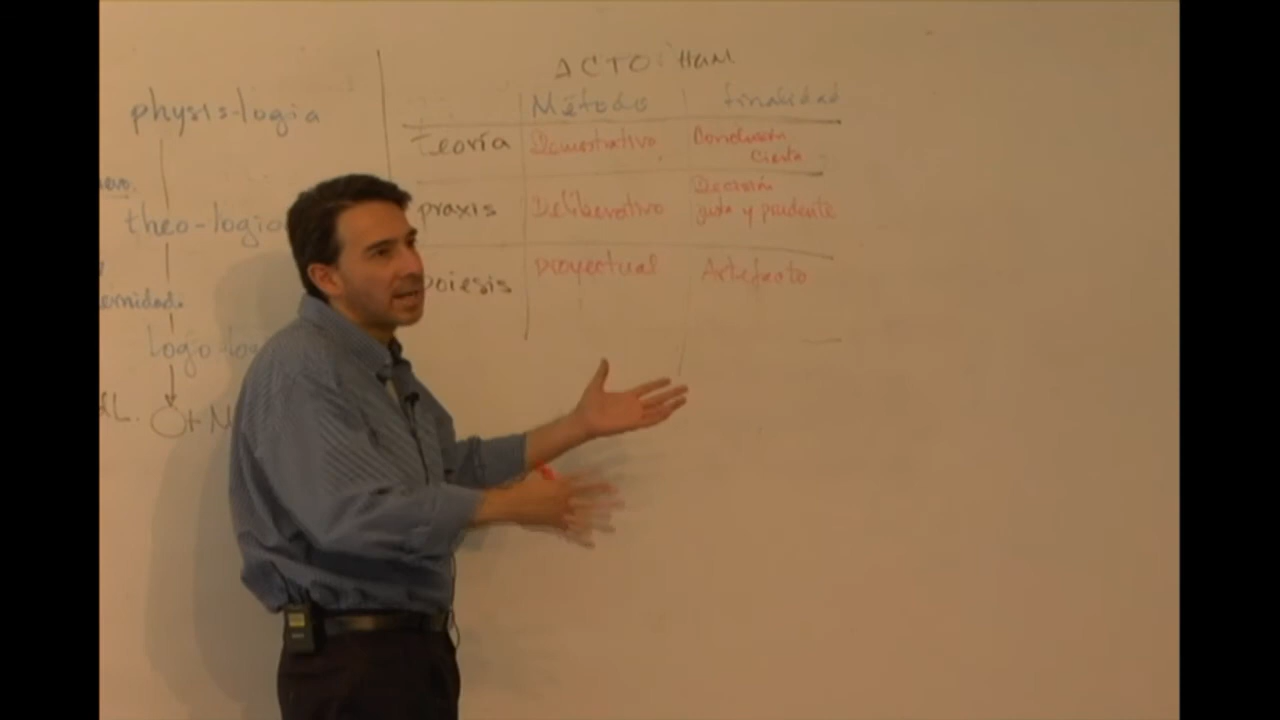 physis-logia
theo-logia
ernidad:
logo-lo
ACTO: HUM
Método finalidad
teoría Demostrativo Conclusión
Cierta
praxis Deliberativo Decisión
justa y prudente
poiesis proyectual Artefacto